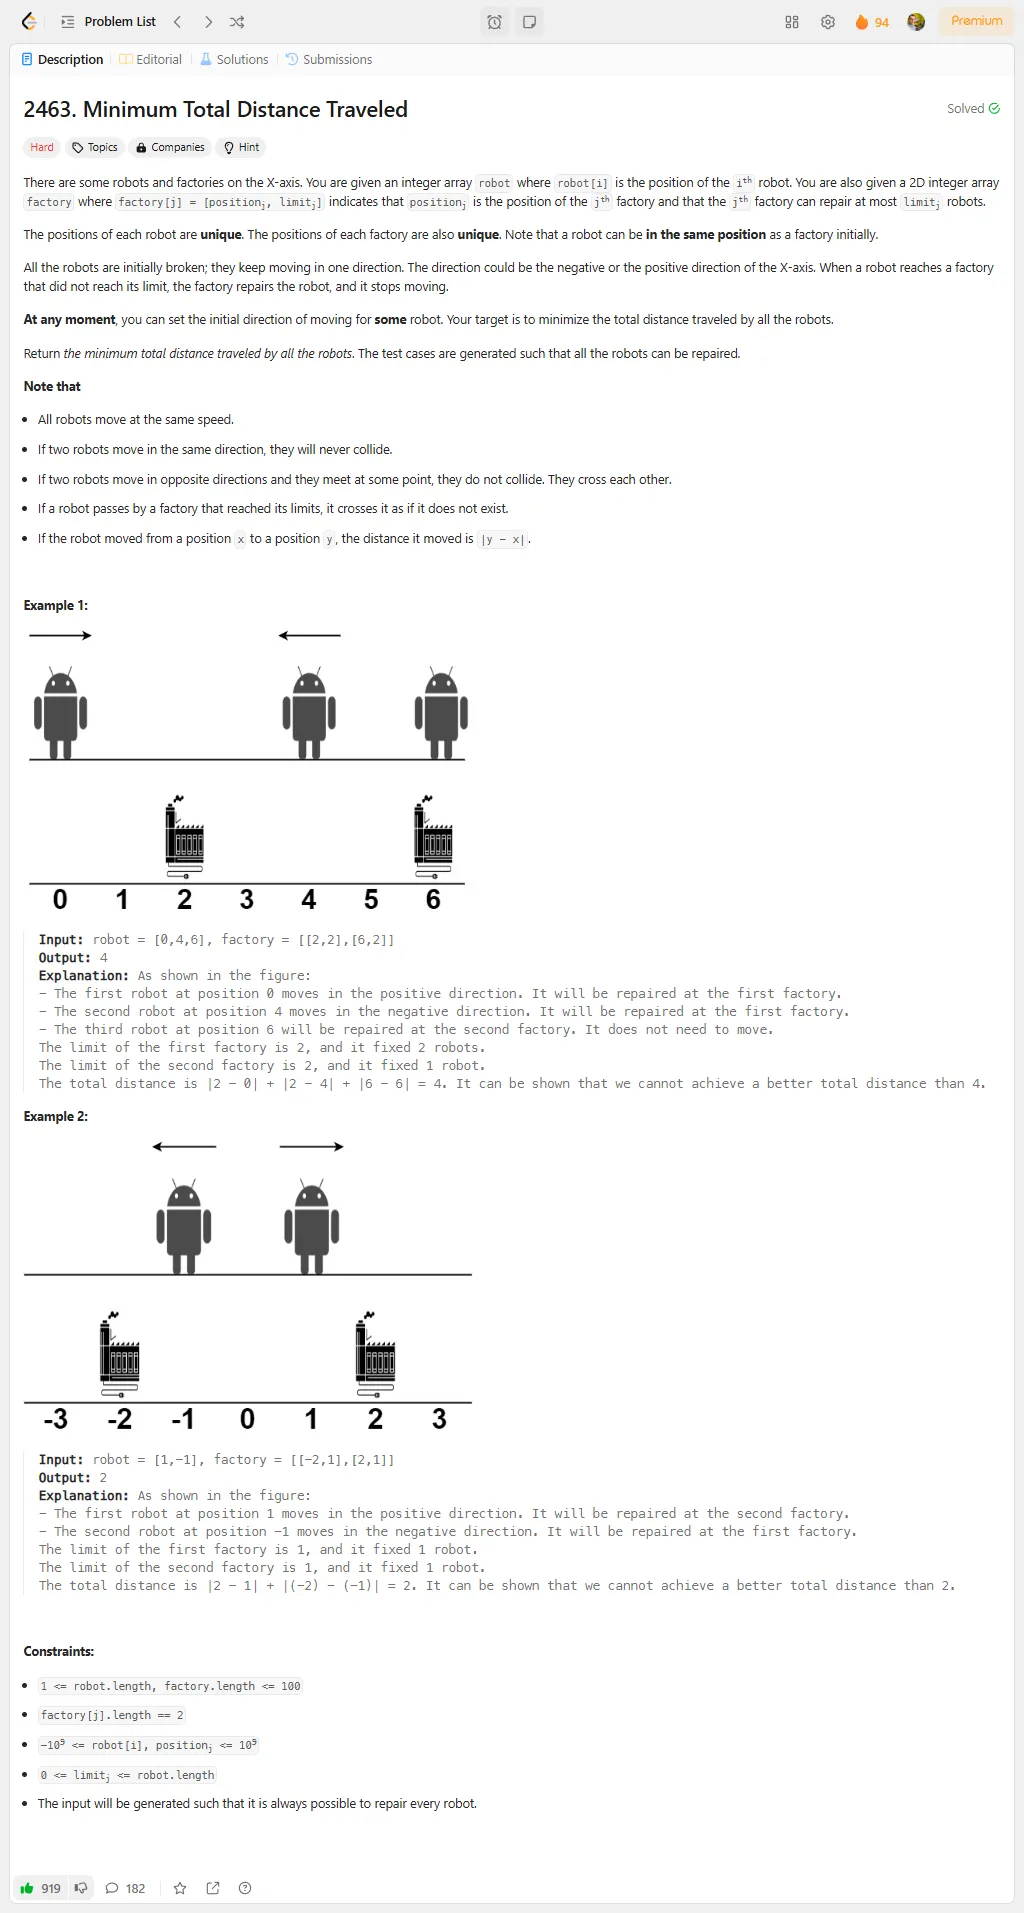 Problem List
94
Premium
Description
Editorial
Solutions
Submissions
2463. Minimum Total Distance Traveled
Solved
Hard
Topics
Companies
Hint
There are some robots and factories on the X-axis. You are given an integer array robot where robot[i] is the position of the iᵗʰ robot. You are also given a 2D integer array
factory where factory[j] = [positionⱼ, limitⱼ] indicates that positionⱼ is the position of the jᵗʰ factory and that the jᵗʰ factory can repair at most limitⱼ robots.
The positions of each robot are unique. The positions of each factory are also unique. Note that a robot can be in the same position as a factory initially.
All the robots are initially broken; they keep moving in one direction. The direction could be the negative or the positive direction of the X-axis. When a robot reaches a factory
that did not reach its limit, the factory repairs the robot, and it stops moving.
At any moment, you can set the initial direction of moving for some robot. Your target is to minimize the total distance traveled by all the robots.
Return the minimum total distance traveled by all the robots. The test cases are generated such that all the robots can be repaired.
Note that
• All robots move at the same speed.
• If two robots move in the same direction, they will never collide.
• If two robots move in opposite directions and they meet at some point, they do not collide. They cross each other.
• If a robot passes by a factory that reached its limits, it crosses it as if it does not exist.
• If the robot moved from a position x to a position y, the distance it moved is |y − x|.
Example 1:
0 1 2 3 4 5 6
Input: robot = [0,4,6], factory = [[2,2],[6,2]]
Output: 4
Explanation: As shown in the figure:
− The first robot at position 0 moves in the positive direction. It will be repaired at the first factory.
− The second robot at position 4 moves in the negative direction. It will be repaired at the first factory.
− The third robot at position 6 will be repaired at the second factory. It does not need to move.
The limit of the first factory is 2, and it fixed 2 robots.
The limit of the second factory is 2, and it fixed 1 robot.
The total distance is |2 − 0| + |2 − 4| + |6 − 6| = 4. It can be shown that we cannot achieve a better total distance than 4.
Example 2:
-3 -2 -1 0 1 2 3
Input: robot = [1,−1], factory = [[−2,1],[2,1]]
Output: 2
Explanation: As shown in the figure:
− The first robot at position 1 moves in the positive direction. It will be repaired at the second factory.
− The second robot at position −1 moves in the negative direction. It will be repaired at the first factory.
The limit of the first factory is 1, and it fixed 1 robot.
The limit of the second factory is 1, and it fixed 1 robot.
The total distance is |2 − 1| + |(−2) − (−1)| = 2. It can be shown that we cannot achieve a better total distance than 2.
Constraints:
• 1 <= robot.length, factory.length <= 100
• factory[j].length == 2
• −10⁹ <= robot[i], positionⱼ <= 10⁹
• 0 <= limitⱼ <= robot.length
• The input will be generated such that it is always possible to repair every robot.
919
182